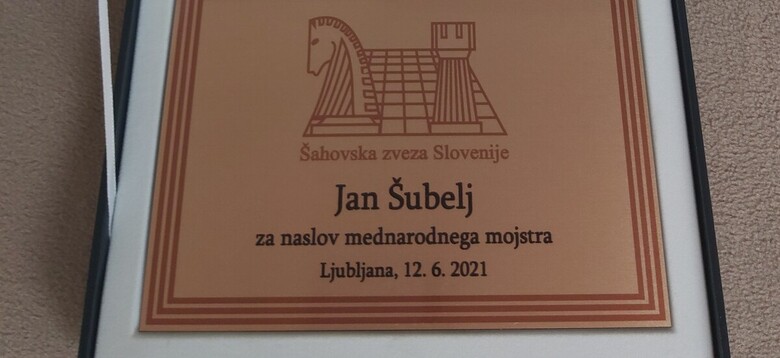 Šahovska zveza Slovenije
Jan Šubelj
za naslov mednarodnega mojstra
Ljubljana, 12. 6. 2021